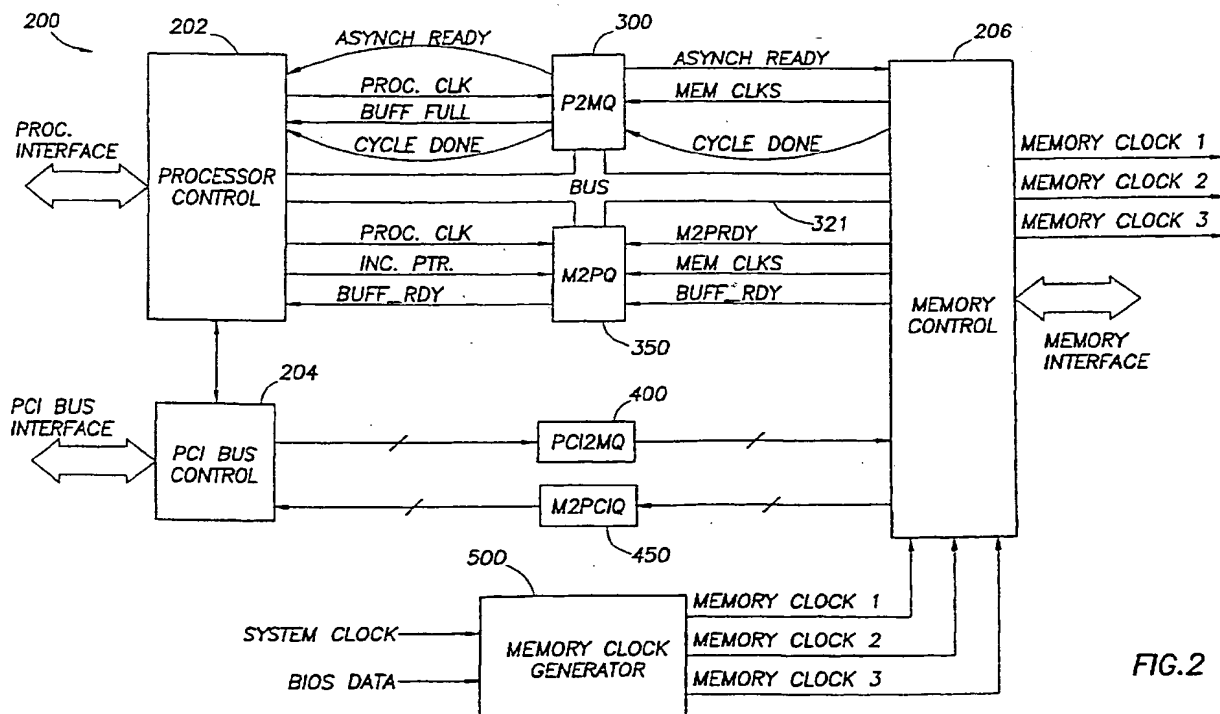 200
202
300
206
ASYNCH READY
ASYNCH READY
PROC. CLK
P2MQ
MEM CLKS
BUFF FULL
CYCLE DONE
CYCLE DONE
PROC.
INTERFACE
PROCESSOR
CONTROL
BUS
321
MEMORY CLOCK 1
MEMORY CLOCK 2
MEMORY CLOCK 3
PROC. CLK
M2PRDY
INC. PTR.
M2PQ
MEM CLKS
BUFF_RDY
BUFF_RDY
350
MEMORY
CONTROL
MEMORY
INTERFACE
204
PCI BUS
INTERFACE
PCI BUS
CONTROL
400
PCI2MQ
M2PCIQ
450
500
SYSTEM CLOCK
BIOS DATA
MEMORY CLOCK
GENERATOR
MEMORY CLOCK 1
MEMORY CLOCK 2
MEMORY CLOCK 3
FIG.2